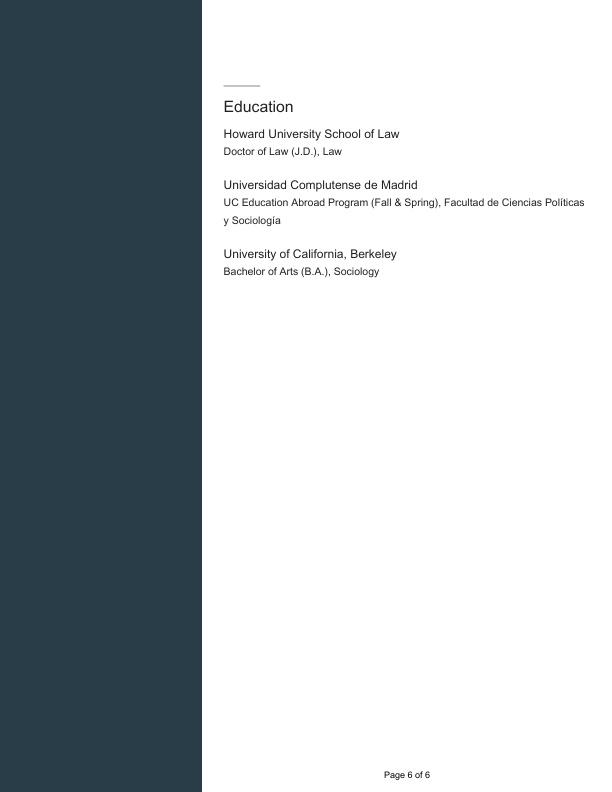 Education
Howard University School of Law
Doctor of Law (J.D.), Law
Universidad Complutense de Madrid
UC Education Abroad Program (Fall & Spring), Facultad de Ciencias Políticas
y Sociología
University of California, Berkeley
Bachelor of Arts (B.A.), Sociology
Page 6 of 6